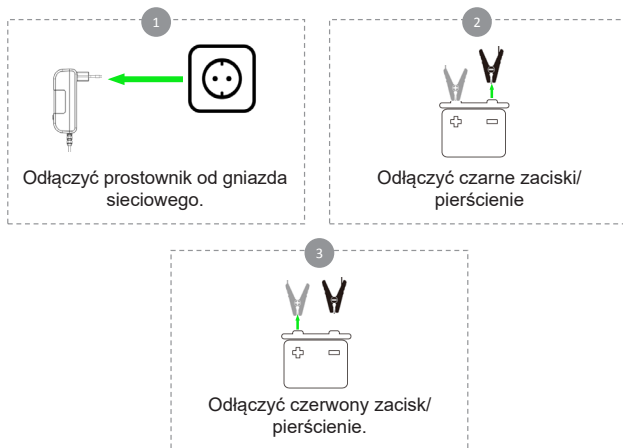 1
Odłączyć prostownik od gniazda
sieciowego.
2
Odłączyć czarne zaciski/
pierścienie
3
Odłączyć czerwony zacisk/
pierścienie.